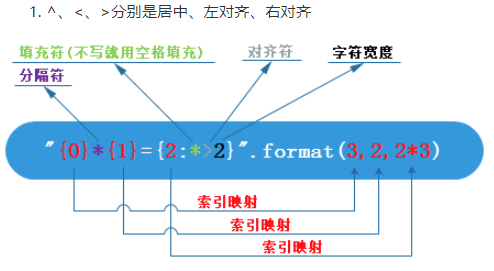 1. ^、<、>分别是居中、左对齐、右对齐
填充符(不写就用空格填充)
对齐符
字符宽度
分隔符
"{0}*{1}={2:*>2}".format(3,2,2*3)
索引映射
索引映射
索引映射